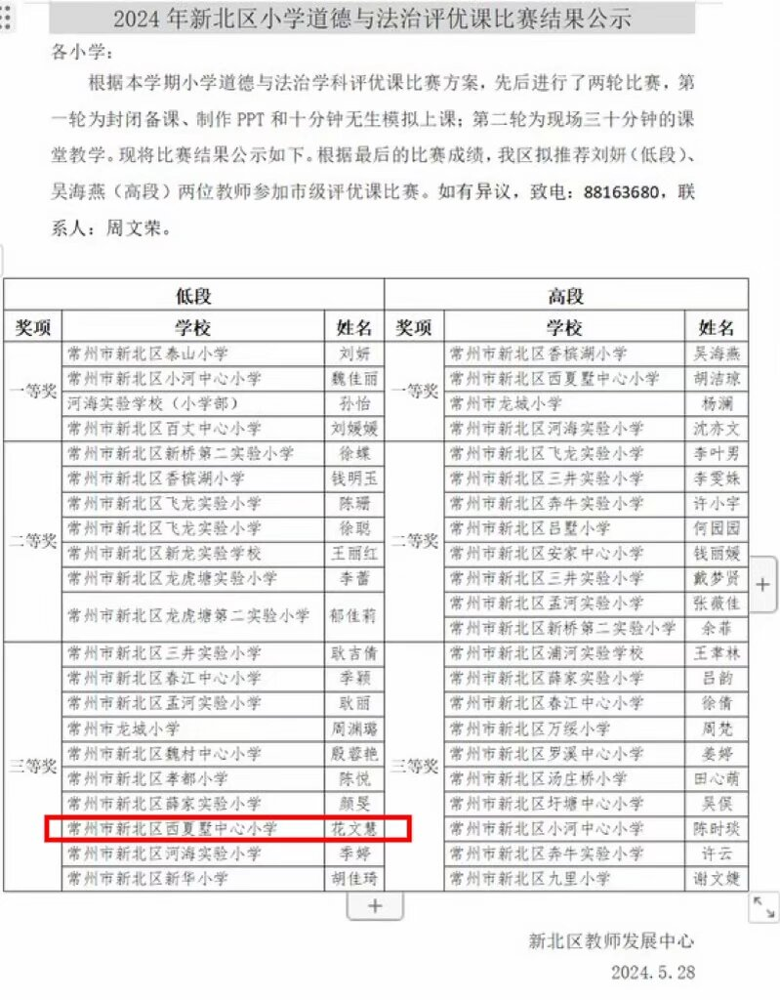 2024 年新北区小学道德与法治评优课比赛结果公示
各小学：
根据本学期小学道德与法治学科评优课比赛方案，先后进行了两轮比赛，第
一轮为封闭备课、制作 PPT 和十分钟无生模拟上课；第二轮为现场三十分钟的课
堂教学。现将比赛结果公示如下。根据最后的比赛成绩，我区拟推荐刘妍（低段）、
吴海燕（高段）两位教师参加市级评优课比赛。如有异议，致电：88163680，联
系人：周文荣。
低段 高段
奖项 学校 姓名 奖项 学校 姓名
一等奖 常州市新北区泰山小学 刘妍 一等奖 常州市新北区香槟湖小学 吴海燕
常州市新北区小河中心小学 魏佳丽 常州市新北区西夏墅中心小学 胡洁琼
河海实验学校（小学部） 孙怡 常州市龙城小学 杨澜
常州市新北区百丈中心小学 刘媛媛 常州市新北区河海实验小学 沈亦文
二等奖 常州市新北区新桥第二实验小学 徐蝶 二等奖 常州市新北区飞龙实验小学 李叶男
常州市新北区香槟湖小学 钱明玉 常州市新北区三井实验小学 李雯姝
常州市新北区飞龙实验小学 陈珊 常州市新北区奔牛实验小学 许小宇
常州市新北区飞龙实验小学 徐聪 常州市新北区吕墅小学 何园园
常州市新北区新龙实验学校 王丽红 常州市新北区安家中心小学 钱丽媛
常州市新北区龙虎塘实验小学 李蕾 常州市新北区三井实验小学 戴梦贤
常州市新北区龙虎塘第二实验小学 郁佳莉 常州市新北区孟河实验小学 张薇佳
常州市新北区新桥第二实验小学 余菲
三等奖 常州市新北区三井实验小学 耿吉倩 三等奖 常州市新北区浦河实验学校 王聿林
常州市新北区春江中心小学 季颖 常州市新北区薛家实验小学 吕韵
常州市新北区孟河实验小学 耿丽 常州市新北区春江中心小学 徐倩
常州市龙城小学 周渊璐 常州市新北区万绥小学 周梵
常州市新北区魏村中心小学 殷蓉艳 常州市新北区罗溪中心小学 姜婷
常州市新北区孝都小学 陈悦 常州市新北区汤庄桥小学 田心萌
常州市新北区薛家实验小学 颜旻 常州市新北区圩塘中心小学 吴俣
常州市新北区西夏墅中心小学 花文慧 常州市新北区小河中心小学 陈时琰
常州市新北区河海实验小学 季婷 常州市新北区奔牛实验小学 许云
常州市新北区新华小学 胡佳琦 常州市新北区九里小学 谢文婕
新北区教师发展中心
2024.5.28